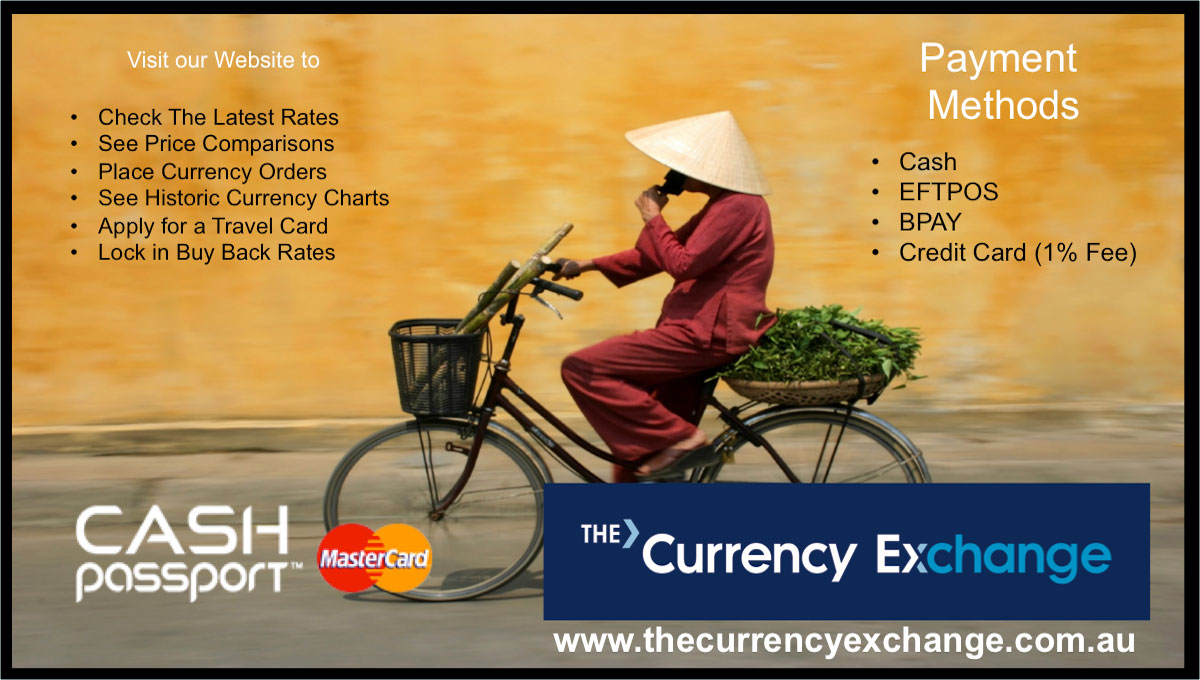 Visit our Website to
• Check The Latest Rates
• See Price Comparisons
• Place Currency Orders
• See Historic Currency Charts
• Apply for a Travel Card
• Lock in Buy Back Rates
Payment
Methods
• Cash
• EFTPOS
• BPAY
• Credit Card (1% Fee)
CASH
passport™
MasterCard
THE
Currency Exchange
www.thecurrencyexchange.com.au